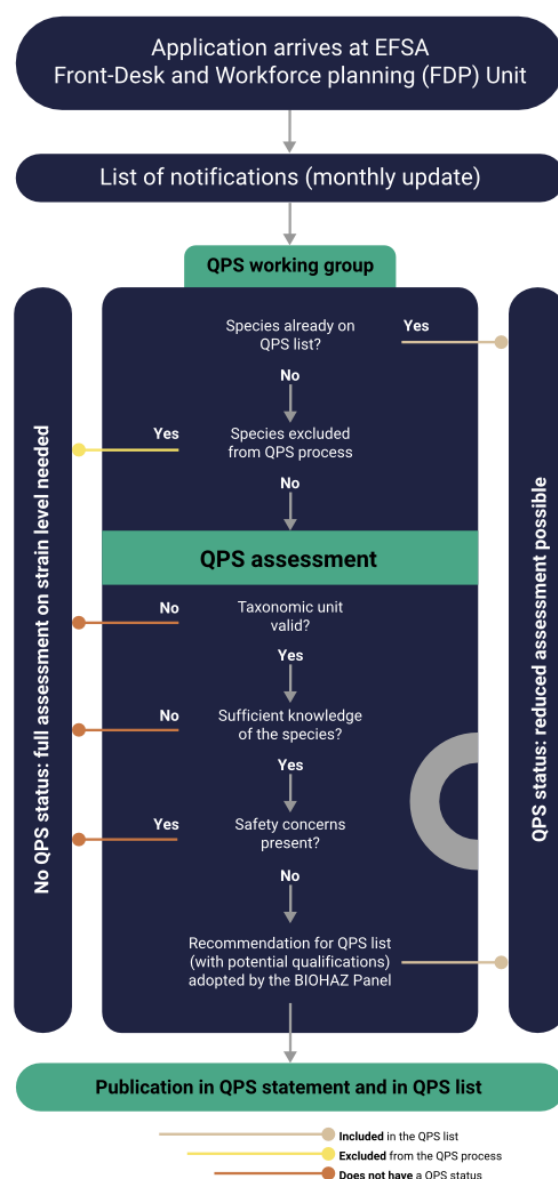 Application arrives at EFSA
Front-Desk and Workforce planning (FDP) Unit
List of notifications (monthly update)
QPS working group
No QPS status: full assessment on strain level needed
QPS status: reduced assessment possible
Species already on
QPS list?
Yes
No
Yes
Species excluded
from QPS process
No
QPS assessment
No
Taxonomic unit
valid?
Yes
No
Sufficient knowledge
of the species?
Yes
Yes
Safety concerns
present?
No
Recommendation for QPS list
(with potential qualifications)
adopted by the BIOHAZ Panel
Publication in QPS statement and in QPS list
Included in the QPS list
Excluded from the QPS process
Does not have a QPS status